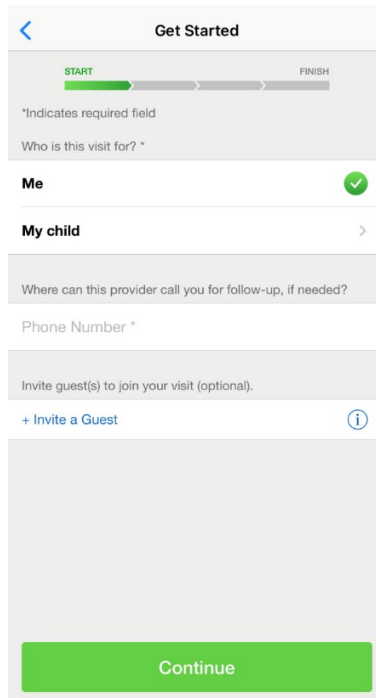 Get Started
START
FINISH
*Indicates required field
Who is this visit for? *
Me
My child
Where can this provider call you for follow-up, if needed?
Phone Number *
Invite guest(s) to join your visit (optional).
+ Invite a Guest
i
Continue